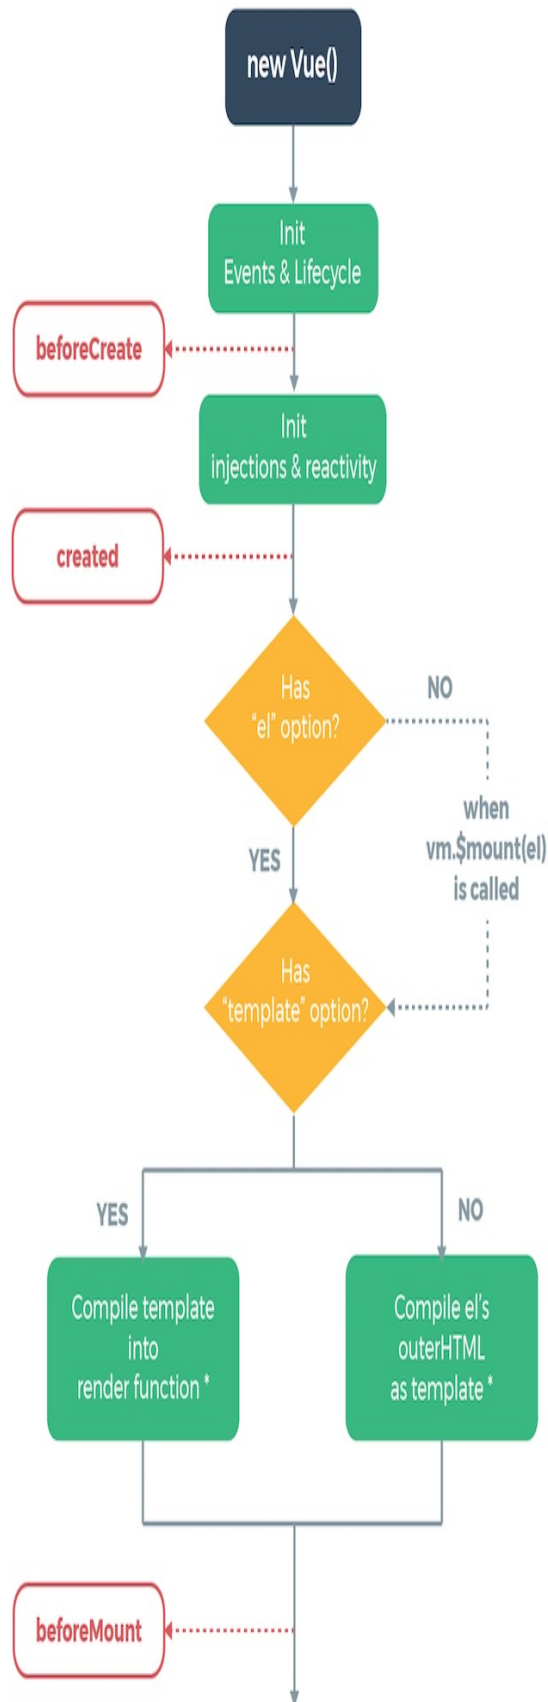 new Vue()
Init
Events & Lifecycle
beforeCreate
Init
injections & reactivity
created
Has
“el” option?
NO
when
vm.$mount(el)
is called
YES
Has
“template” option?
YES
NO
Compile template
into
render function *
Compile el’s
outerHTML
as template *
beforeMount